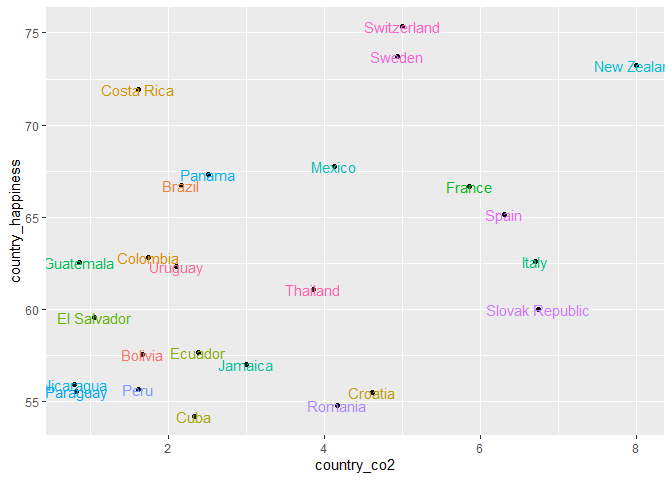 75
70
65
60
55
country_happiness
Switzerland
Sweden
New Zealan
Costa Rica
Mexico
Panama
Brazil
France
Spain
Guatemala
Colombia
Uruguay
Italy
Thailand
El Salvador
Slovak Republic
Bolivia
Ecuador
Jamaica
Nicaragua
Paraguay
Peru
Croatia
Romania
Cuba
2
4
6
8
country_co2